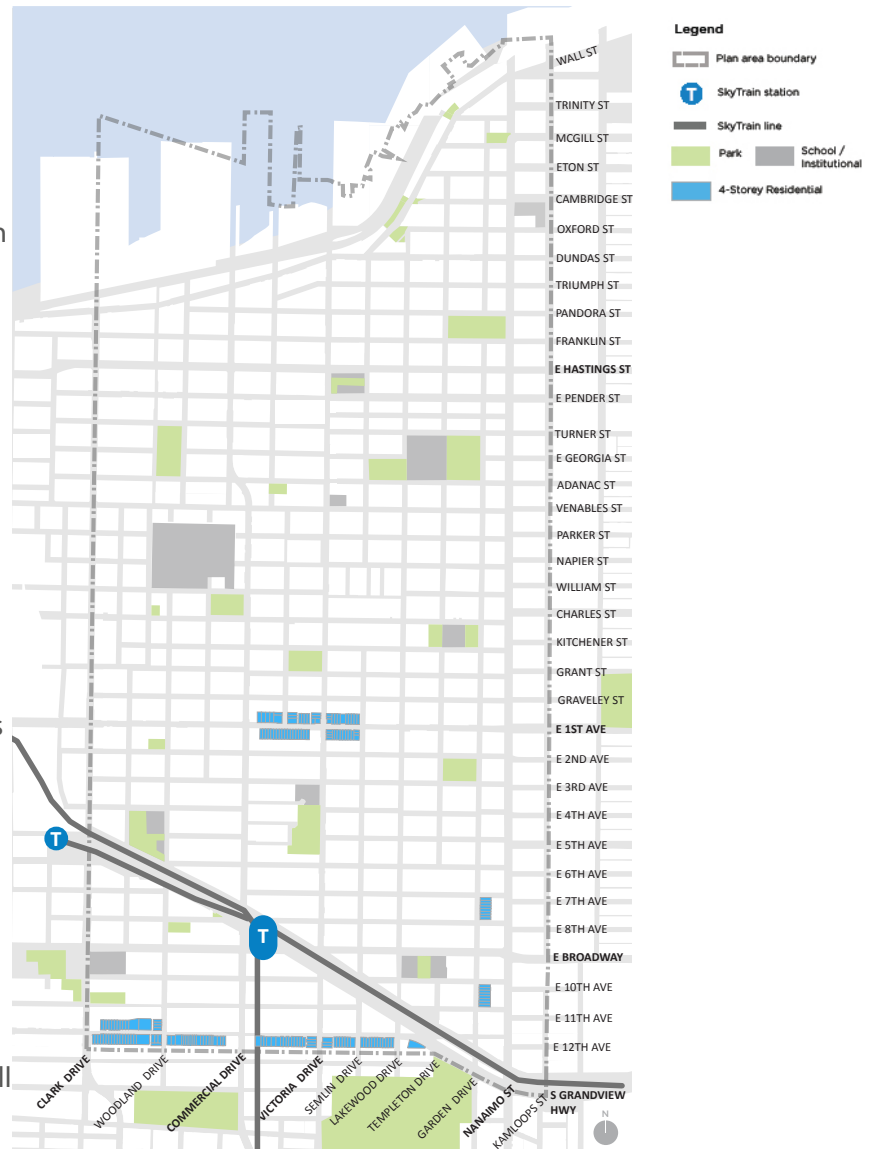 Legend
Plan area boundary
T
SkyTrain station
SkyTrain line
Park
School /
Institutional
4-Storey Residential
WALL ST
TRINITY ST
MCGILL ST
ETON ST
CAMBRIDGE ST
OXFORD ST
DUNDAS ST
TRIUMPH ST
PANDORA ST
FRANKLIN ST
E HASTINGS ST
E PENDER ST
TURNER ST
E GEORGIA ST
ADANAC ST
VENABLES ST
PARKER ST
NAPIER ST
WILLIAM ST
CHARLES ST
KITCHENER ST
GRANT ST
GRAVELEY ST
E 1ST AVE
E 2ND AVE
E 3RD AVE
E 4TH AVE
E 5TH AVE
E 6TH AVE
E 7TH AVE
E 8TH AVE
E BROADWAY
E 10TH AVE
E 11TH AVE
E 12TH AVE
S GRANDVIEW
HWY
T
T
CLARK DRIVE
WOODLAND DRIVE
COMMERCIAL DRIVE
VICTORIA DRIVE
SEMLIN DRIVE
LAKEWOOD DRIVE
TEMPLETON DRIVE
GARDEN DRIVE
NANAIMO ST
KAMLOOPS ST
N